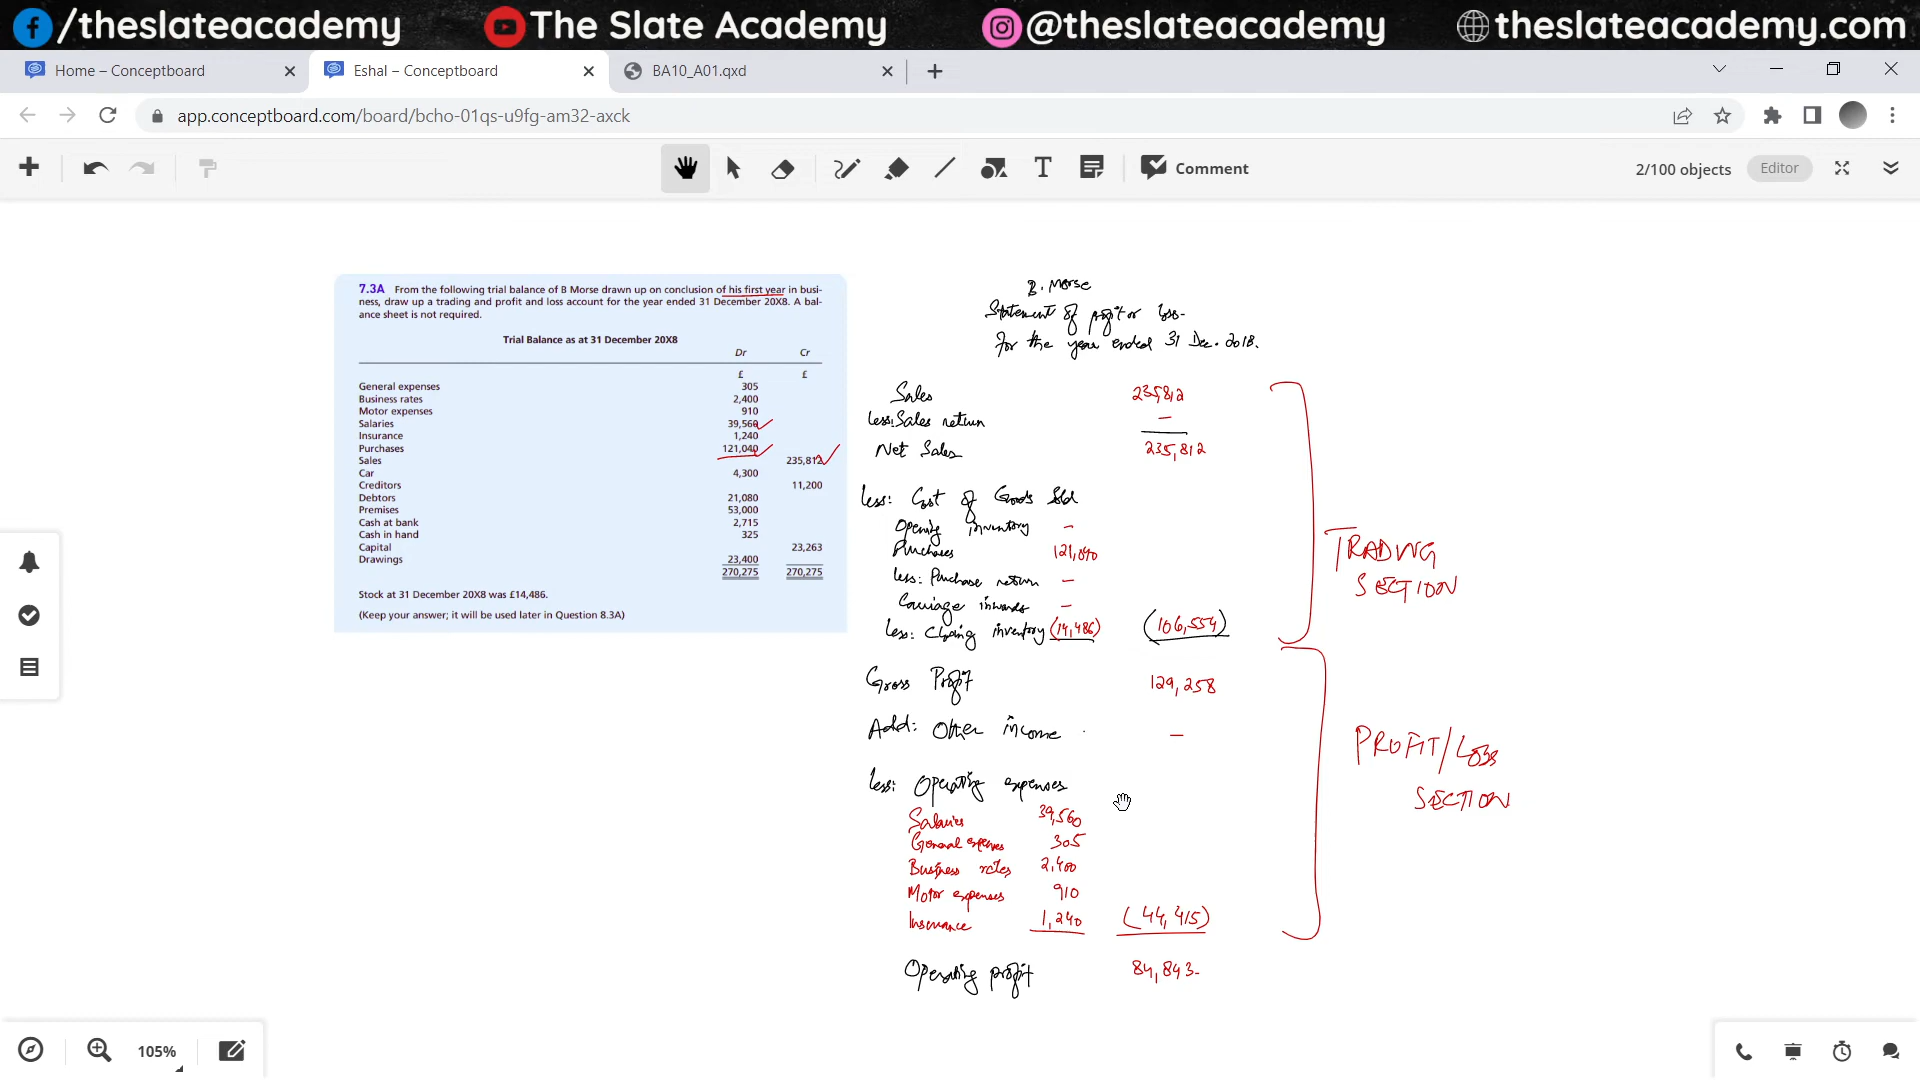 /theslateacademy The Slate Academy @theslateacademy theslateacademy.com
Home – Conceptboard Eshal – Conceptboard BA10_A01.qxd
app.conceptboard.com/board/bcho-01qs-u9fg-am32-axck
Comment 2/100 objects Editor
7.3A From the following trial balance of B Morse drawn up on conclusion of his first year in busi-
ness, draw up a trading and profit and loss account for the year ended 31 December 20X8. A bal-
ance sheet is not required.
Trial Balance as at 31 December 20X8
Dr Cr
£ £
General expenses 305
Business rates 2,400
Motor expenses 910
Salaries 39,560
Insurance 1,240
Purchases 121,040
Sales 235,812
Car 4,300
Creditors 11,200
Debtors 21,080
Premises 53,000
Cash at bank 2,715
Cash in hand 325
Capital 23,263
Drawings 23,400
270,275 270,275
Stock at 31 December 20X8 was £14,486.
(Keep your answer; it will be used later in Question 8.3A)
B. Morse
Statement of profit or loss.
For the year ended 31 Dec. 2018.
Sales 235,812
less: Sales return –
Net Sales 235,812
less: Cost of Goods Sold
Opening inventory –
Purchases 121,040
less: Purchase return –
Carriage inwards –
less: Closing inventory (14,486) (106,554)
Gross Profit 129,258
Add: Other income –
less: Operating expenses
Salaries 39,560
General expenses 305
Business rates 2,400
Motor expenses 910
Insurance 1,240 (44,415)
Operating profit 84,843
TRADING
SECTION
PROFIT/LOSS
SECTION
105%